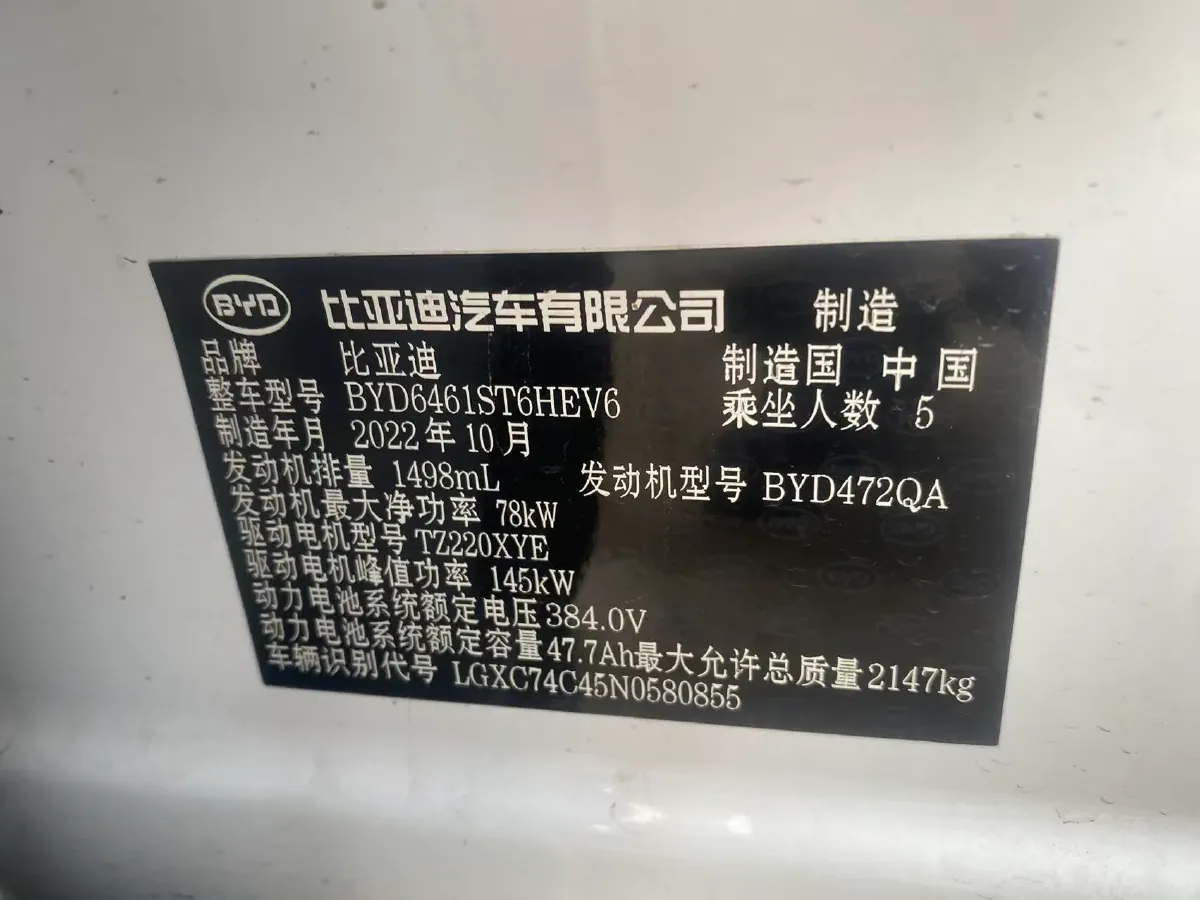 BYD 比亚迪汽车有限公司 制造
品牌 比亚迪 制造国 中国
整车型号 BYD6461ST6HEV6 乘坐人数 5
制造年月 2022年10月
发动机排量 1498mL 发动机型号 BYD472QA
发动机最大净功率 78kW
驱动电机型号 TZ220XYE
驱动电机峰值功率 145kW
动力电池系统额定电压 384.0V
动力电池系统额定容量 47.7Ah 最大允许总质量 2147kg
车辆识别代号 LGXC74C45N0580855